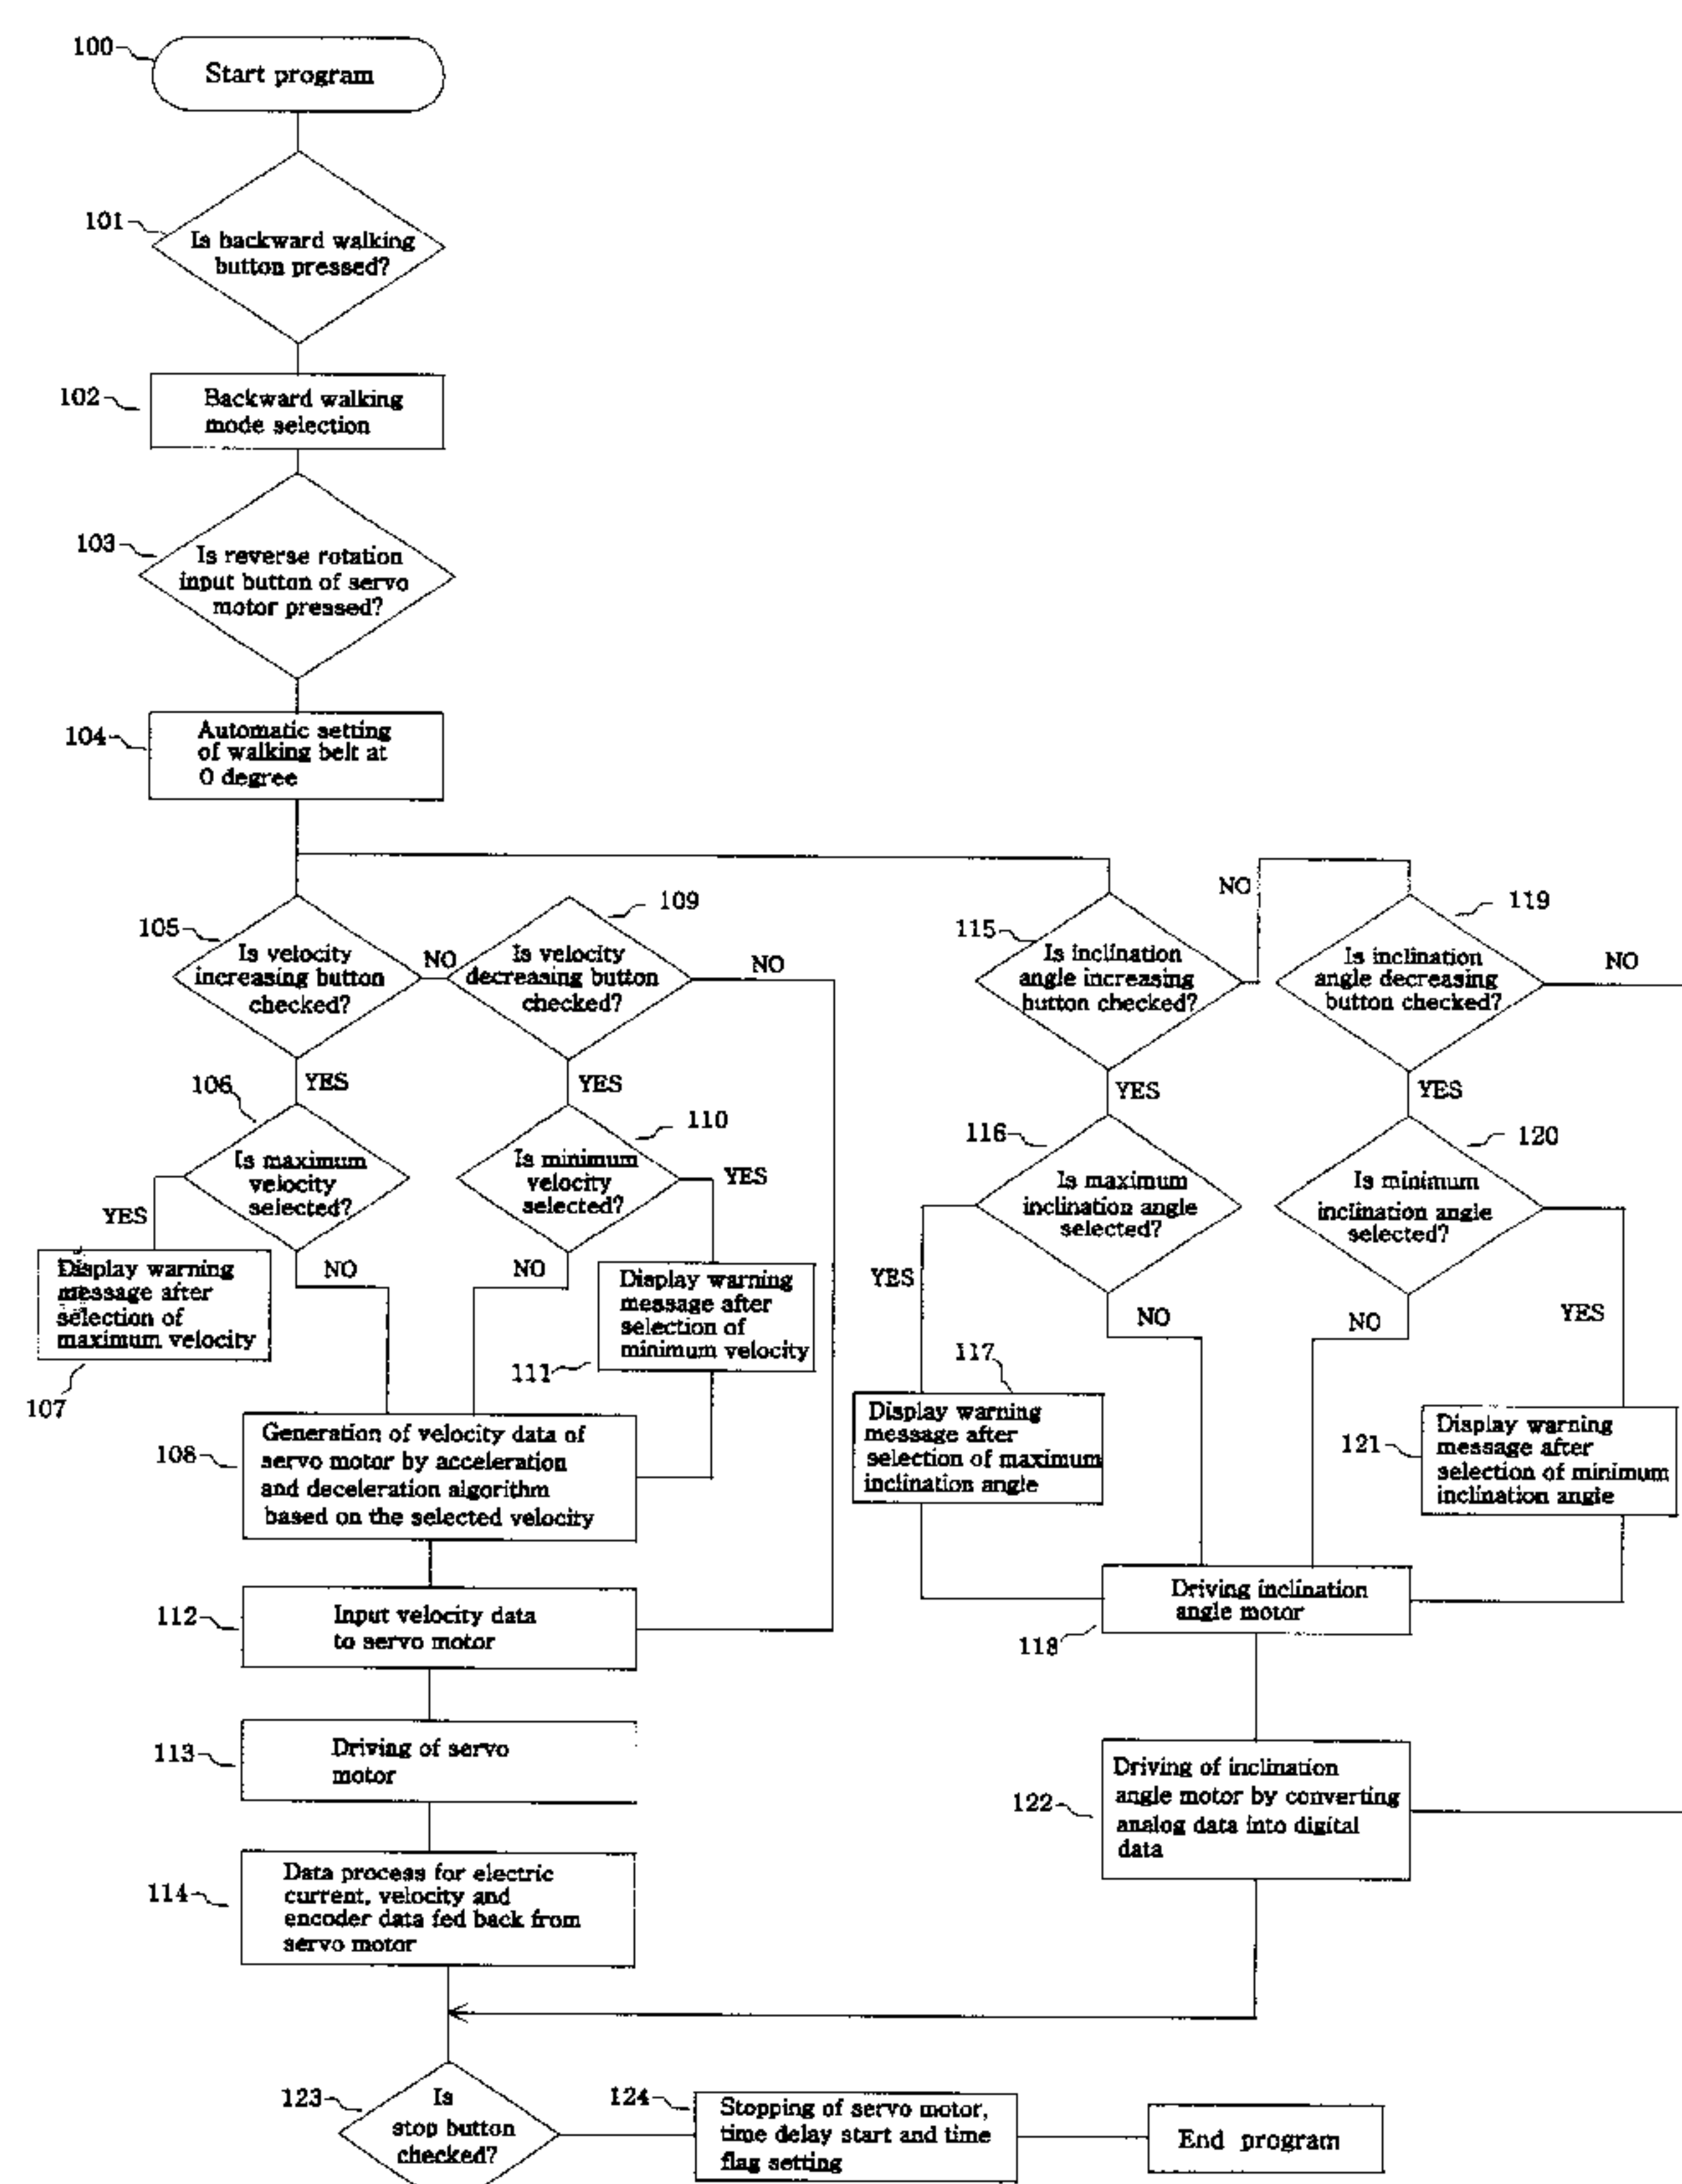 100
Start program
101
Is backward walking
button pressed?
102
Backward walking
mode selection
103
Is reverse rotation
input button of servo
motor pressed?
104
Automatic setting
of walking belt at
0 degree
105
Is velocity
increasing button
checked?
NO
109
Is velocity
decreasing button
checked?
NO
115
Is inclination
angle increasing
button checked?
NO
119
Is inclination
angle decreasing
button checked?
NO
YES
YES
YES
YES
106
Is maximum
velocity
selected?
YES
NO
110
Is minimum
velocity
selected?
YES
NO
116
Is maximum
inclination angle
selected?
YES
NO
120
Is minimum
inclination angle
selected?
YES
NO
Display warning
message after
selection of
maximum velocity
107
Display warning
message after
selection of
minimum velocity
111
117
Display warning
message after
selection of maximum
inclination angle
121
Display warning
message after
selection of minimum
inclination angle
108
Generation of velocity data of
servo motor by acceleration
and deceleration algorithm
based on the selected velocity
112
Input velocity data
to servo motor
Driving inclination
angle motor
118
113
Driving of servo
motor
122
Driving of inclination
angle motor by converting
analog data into digital
data
114
Data process for electric
current, velocity and
encoder data fed back from
servo motor
123
Is
stop button
checked?
124
Stopping of servo motor,
time delay start and time
flag setting
End program